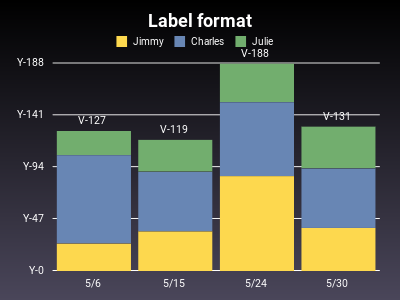 Label format
Jimmy Charles Julie
Y-188
Y-141
Y-94
Y-47
Y-0
V-127
V-119
V-188
V-131
5/6 5/15 5/24 5/30